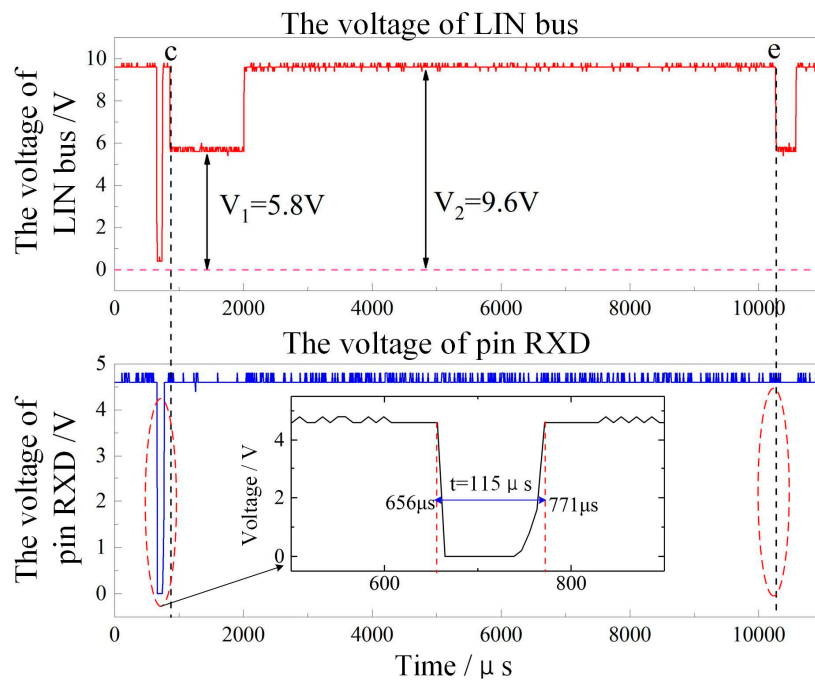 The voltage of LIN bus
The voltage of
LIN bus /V
10
8
6
4
2
0
c
e
V1=5.8V
V2=9.6V
0 2000 4000 6000 8000 10000
The voltage of pin RXD
The voltage of
pin RXD /V
5
4
3
2
1
0
Voltage / V
4
2
0
t=115 μ s
656μs
771μs
600 800
0 2000 4000 6000 8000 10000
Time / μ s